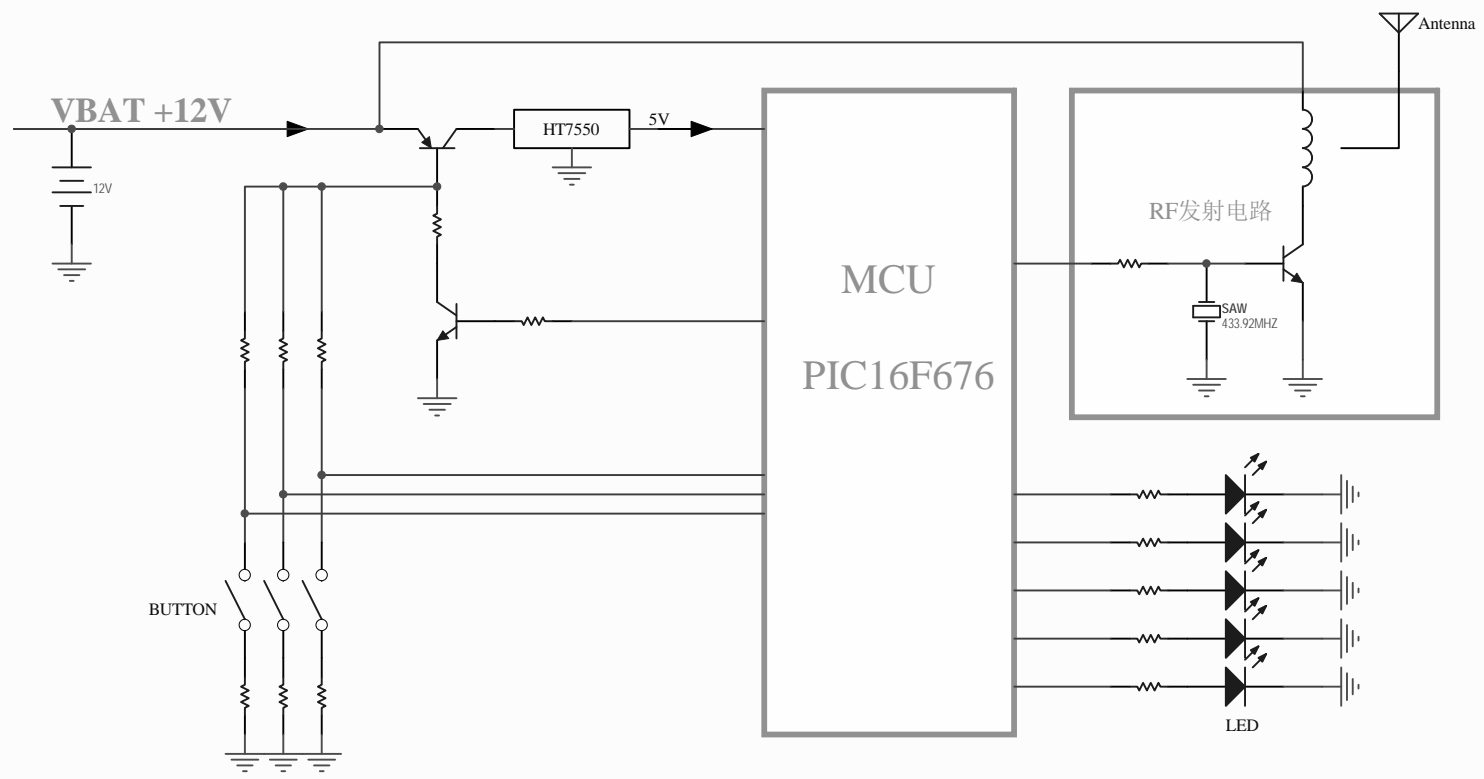 Antenna
VBAT +12V
HT7550
5V
12V
RF发射电路
MCU
PIC16F676
SAW
433.92MHZ
BUTTON
LED